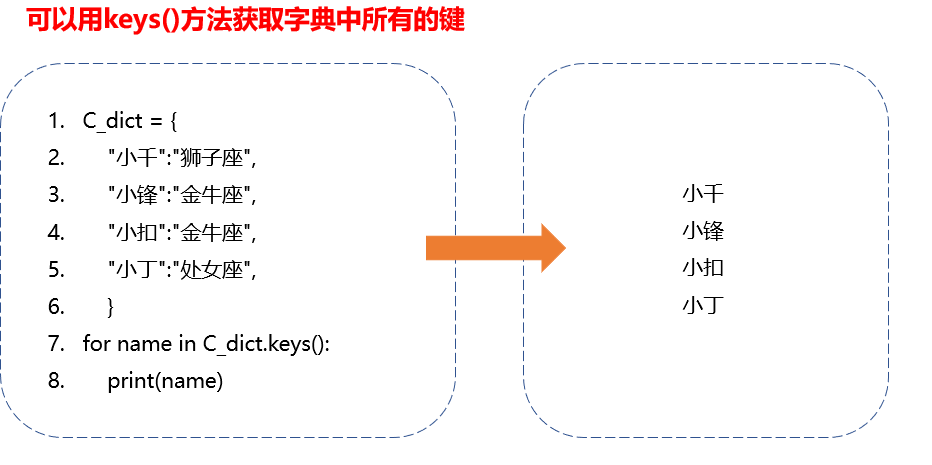 可以用keys()方法获取字典中所有的键
1. C_dict = {
2. "小千":"狮子座",
3. "小锋":"金牛座",
4. "小扣":"金牛座",
5. "小丁":"处女座",
6. }
7. for name in C_dict.keys():
8. print(name)
小千
小锋
小扣
小丁